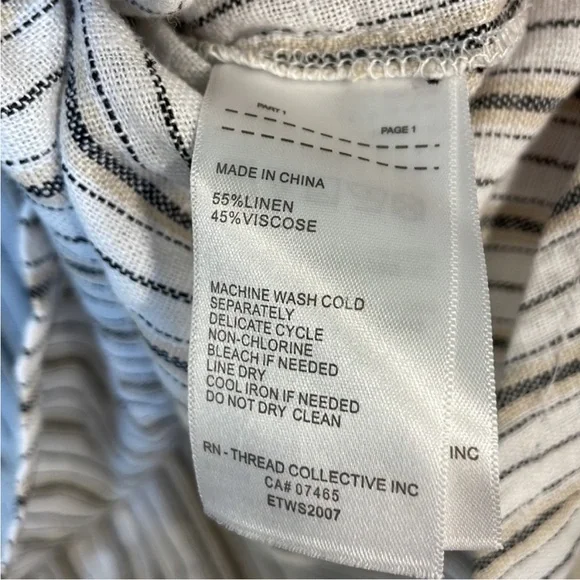 PART 1
PAGE 1
MADE IN CHINA
55%LINEN
45%VISCOSE
MACHINE WASH COLD
SEPARATELY
DELICATE CYCLE
NON-CHLORINE
BLEACH IF NEEDED
LINE DRY
COOL IRON IF NEEDED
DO NOT DRY CLEAN
RN - THREAD COLLECTIVE INC
CA# 07465
ETWS2007
INC